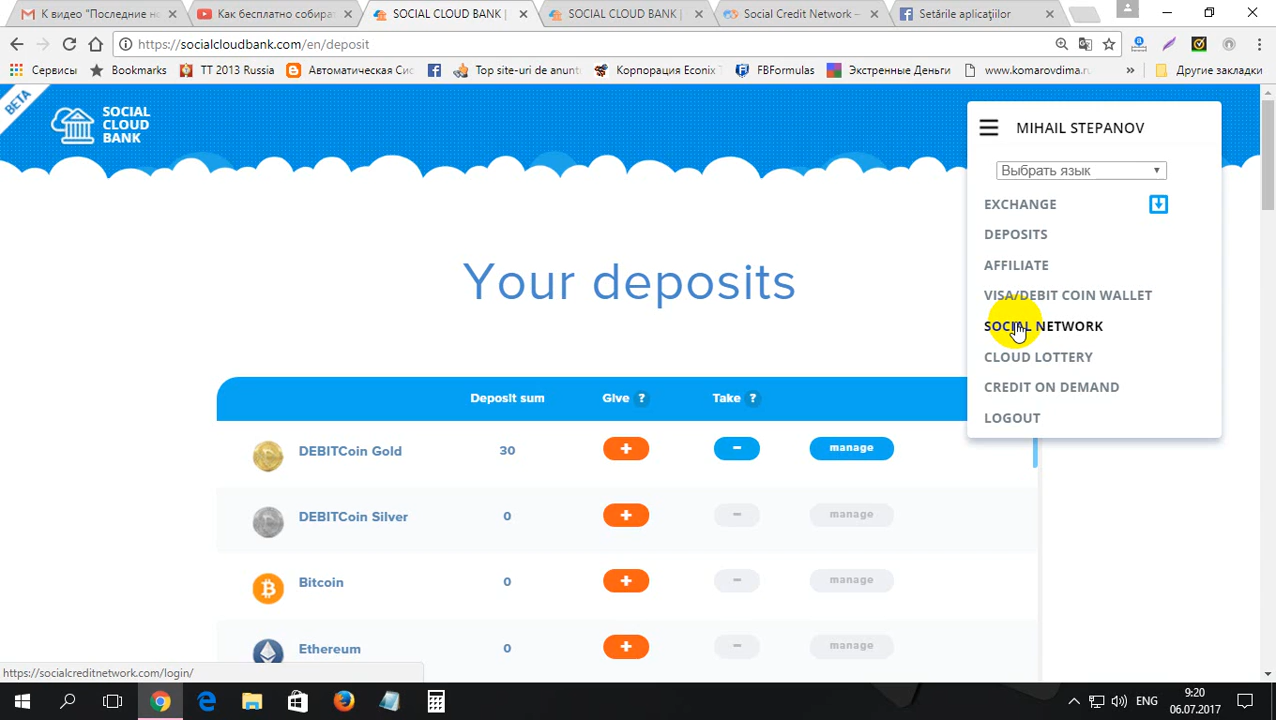 К видео "Последние но
Как бесплатно собира
SOCIAL CLOUD BANK |
SOCIAL CLOUD BANK |
Social Credit Network –
Setările aplicațiilor
https://socialcloudbank.com/en/deposit
Сервисы
Bookmarks
TT 2013 Russia
Автоматическая Сис
Top site-uri de anunt
Корпорация Econix
FBFormulas
Экстренные Деньги
www.komarovdima.ru
»
Другие закладки
BETA
SOCIAL
CLOUD
BANK
MIHAIL STEPANOV
Выбрать язык
EXCHANGE
DEPOSITS
AFFILIATE
VISA/DEBIT COIN WALLET
SOCIAL NETWORK
CLOUD LOTTERY
CREDIT ON DEMAND
LOGOUT
Your deposits
Deposit sum Give ? Take ?
DEBITCoin Gold 30 + − manage
DEBITCoin Silver 0 + − manage
Bitcoin 0 + − manage
Ethereum 0 + − manage
https://socialcreditnetwork.com/login/
ENG
9:20
06.07.2017